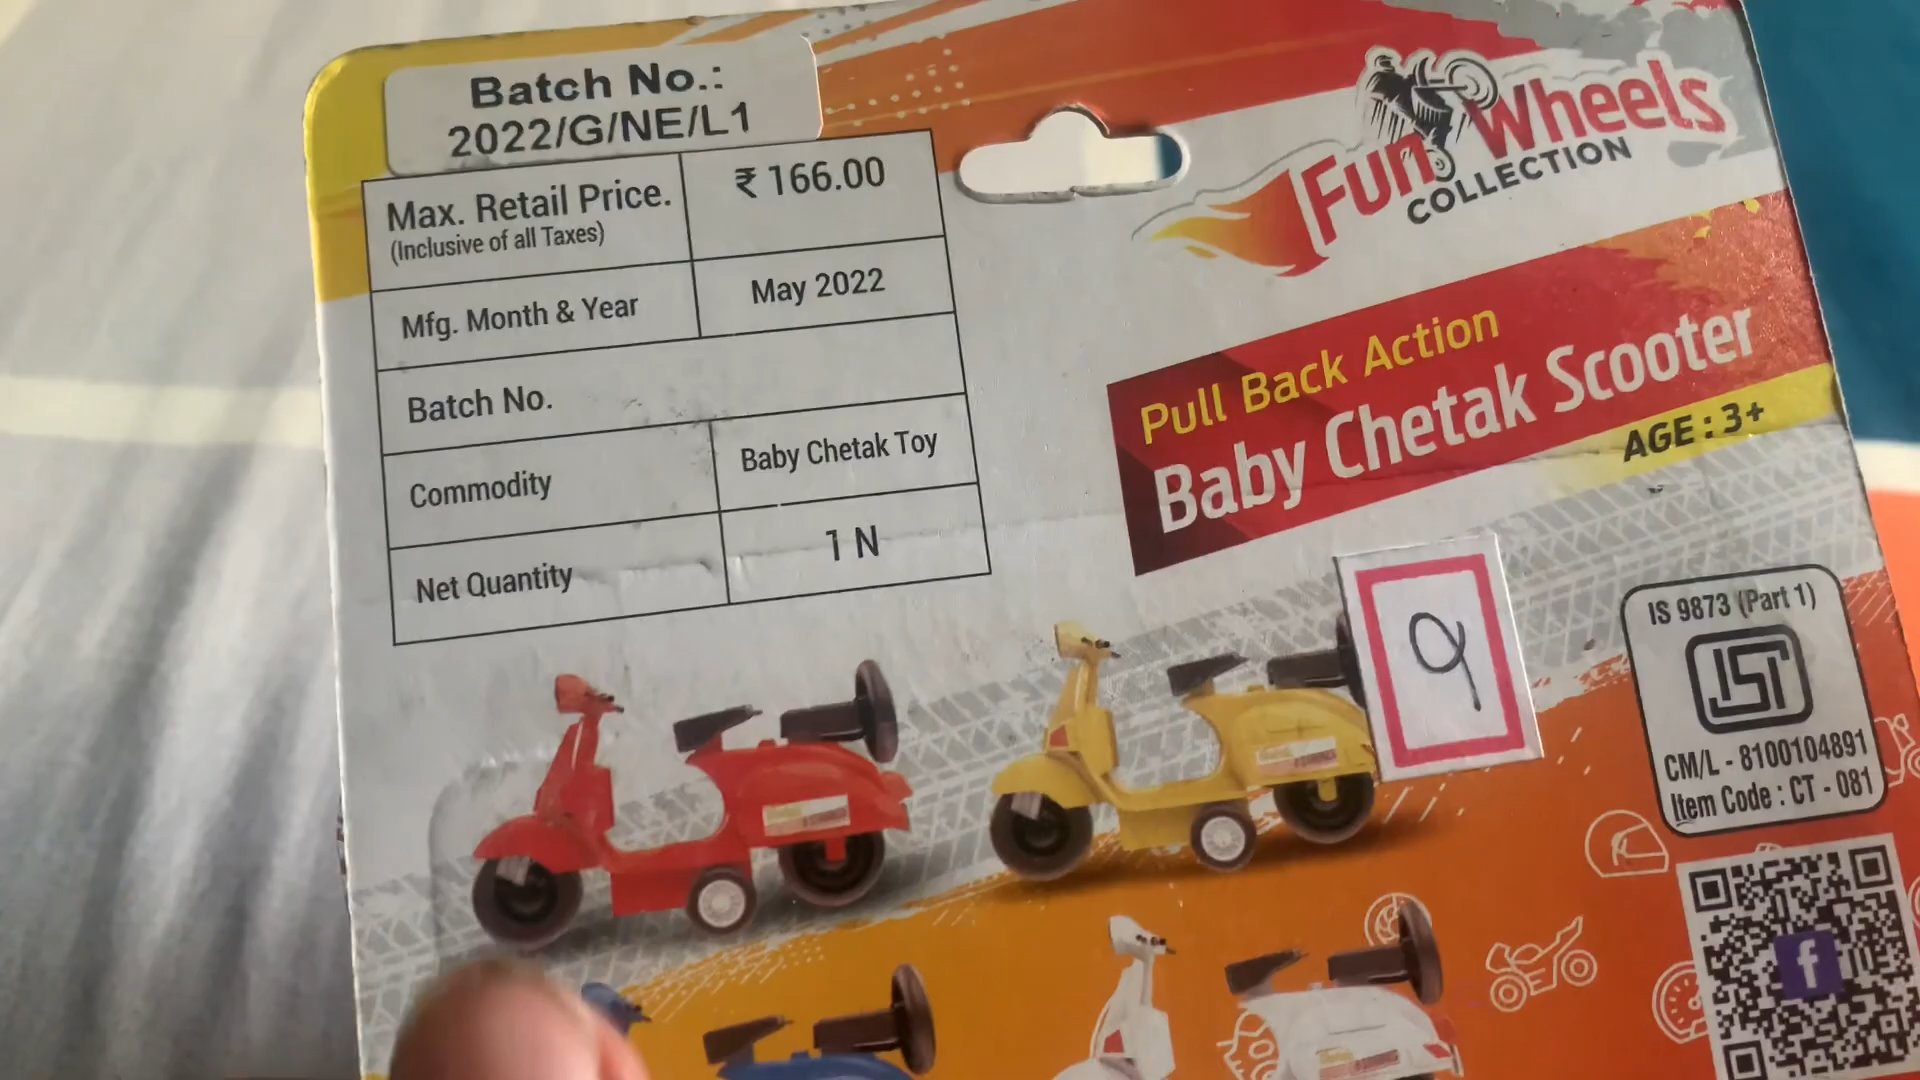 Batch No.:
2022/G/NE/L1
Max. Retail Price.
(Inclusive of all Taxes)
₹ 166.00
Mfg. Month & Year
May 2022
Batch No.
Commodity
Baby Chetak Toy
Net Quantity
1 N
Fun Wheels
COLLECTION
Pull Back Action
Baby Chetak Scooter
AGE : 3+
9
IS 9873 (Part 1)
ISI
CM/L - 8100104891
Item Code : CT - 081
f